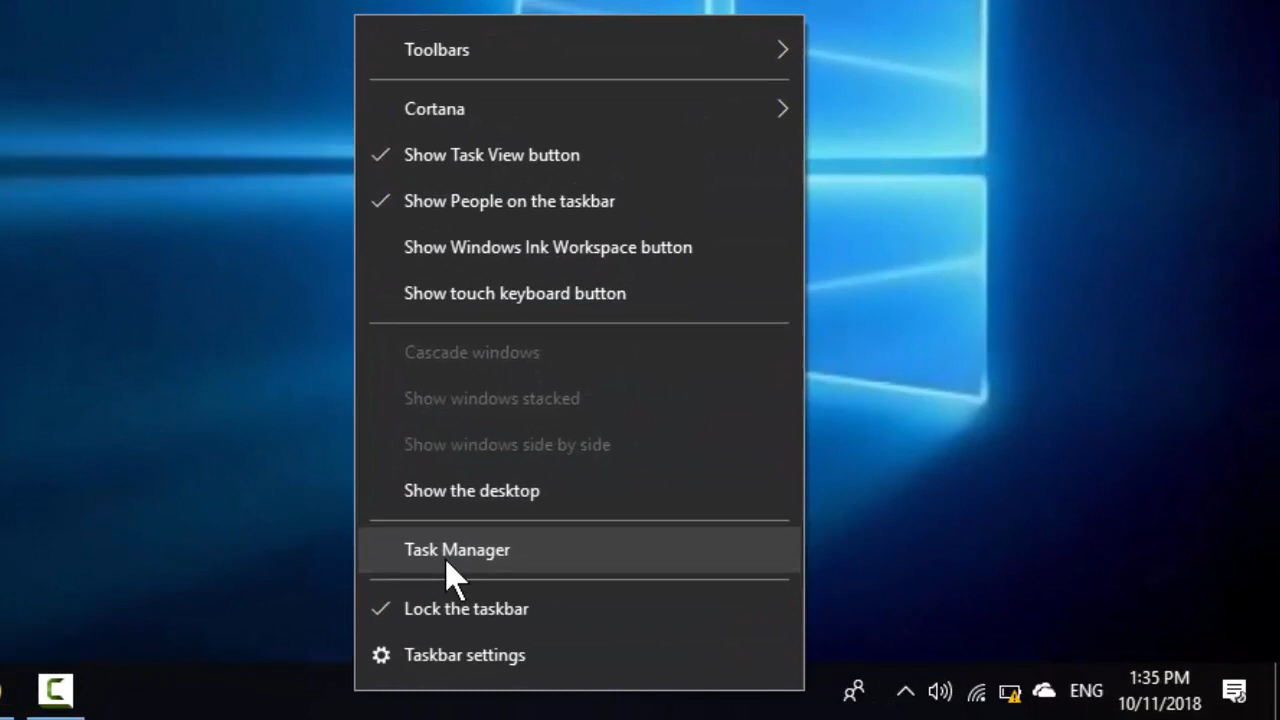 Toolbars
Cortana
Show Task View button
Show People on the taskbar
Show Windows Ink Workspace button
Show touch keyboard button
Cascade windows
Show windows stacked
Show windows side by side
Show the desktop
Task Manager
Lock the taskbar
Taskbar settings
C
ENG
1:35 PM
10/11/2018